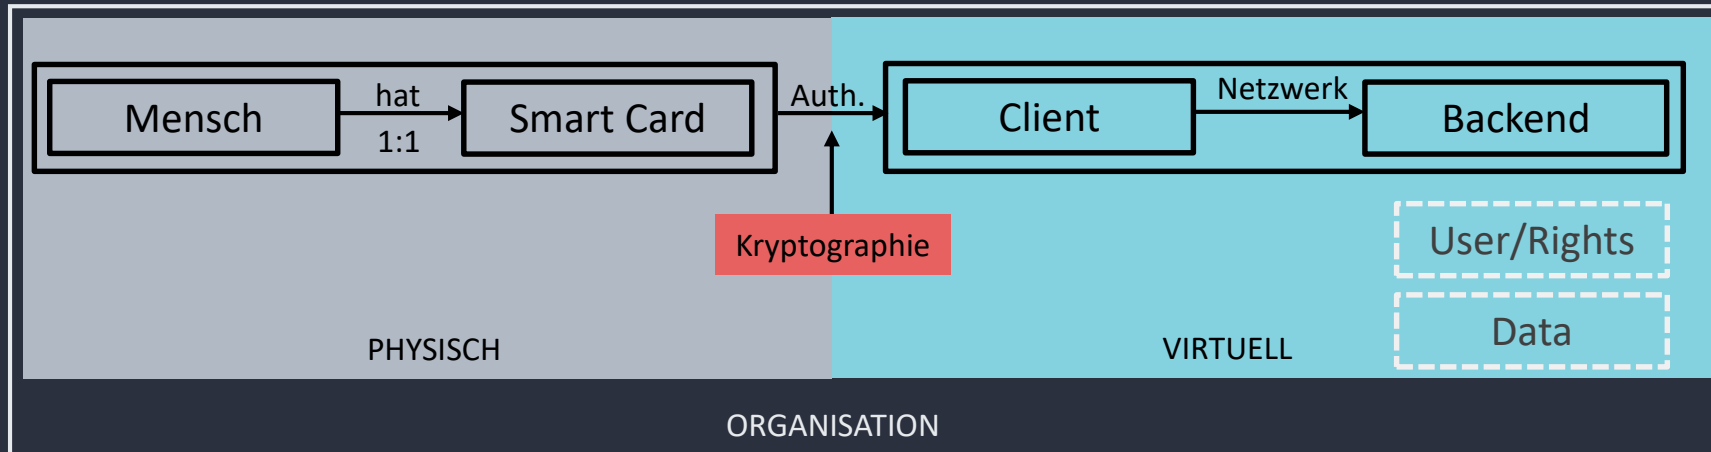 Mensch
hat
1:1
Smart Card
Auth.
Client
Netzwerk
Backend
Kryptographie
User/Rights
Data
PHYSISCH
VIRTUELL
ORGANISATION